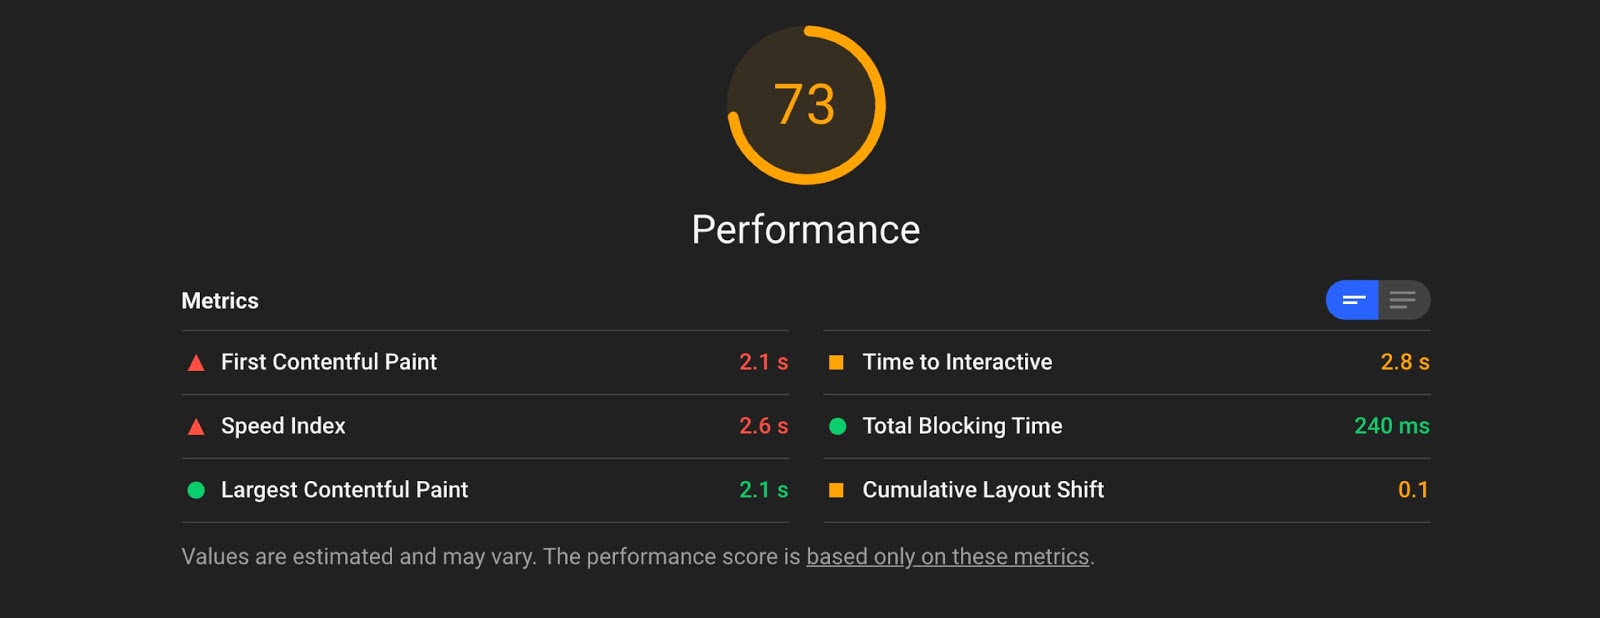 73
Performance
Metrics
First Contentful Paint 2.1 s
Time to Interactive 2.8 s
Speed Index 2.6 s
Total Blocking Time 240 ms
Largest Contentful Paint 2.1 s
Cumulative Layout Shift 0.1
Values are estimated and may vary. The performance score is based only on these metrics.